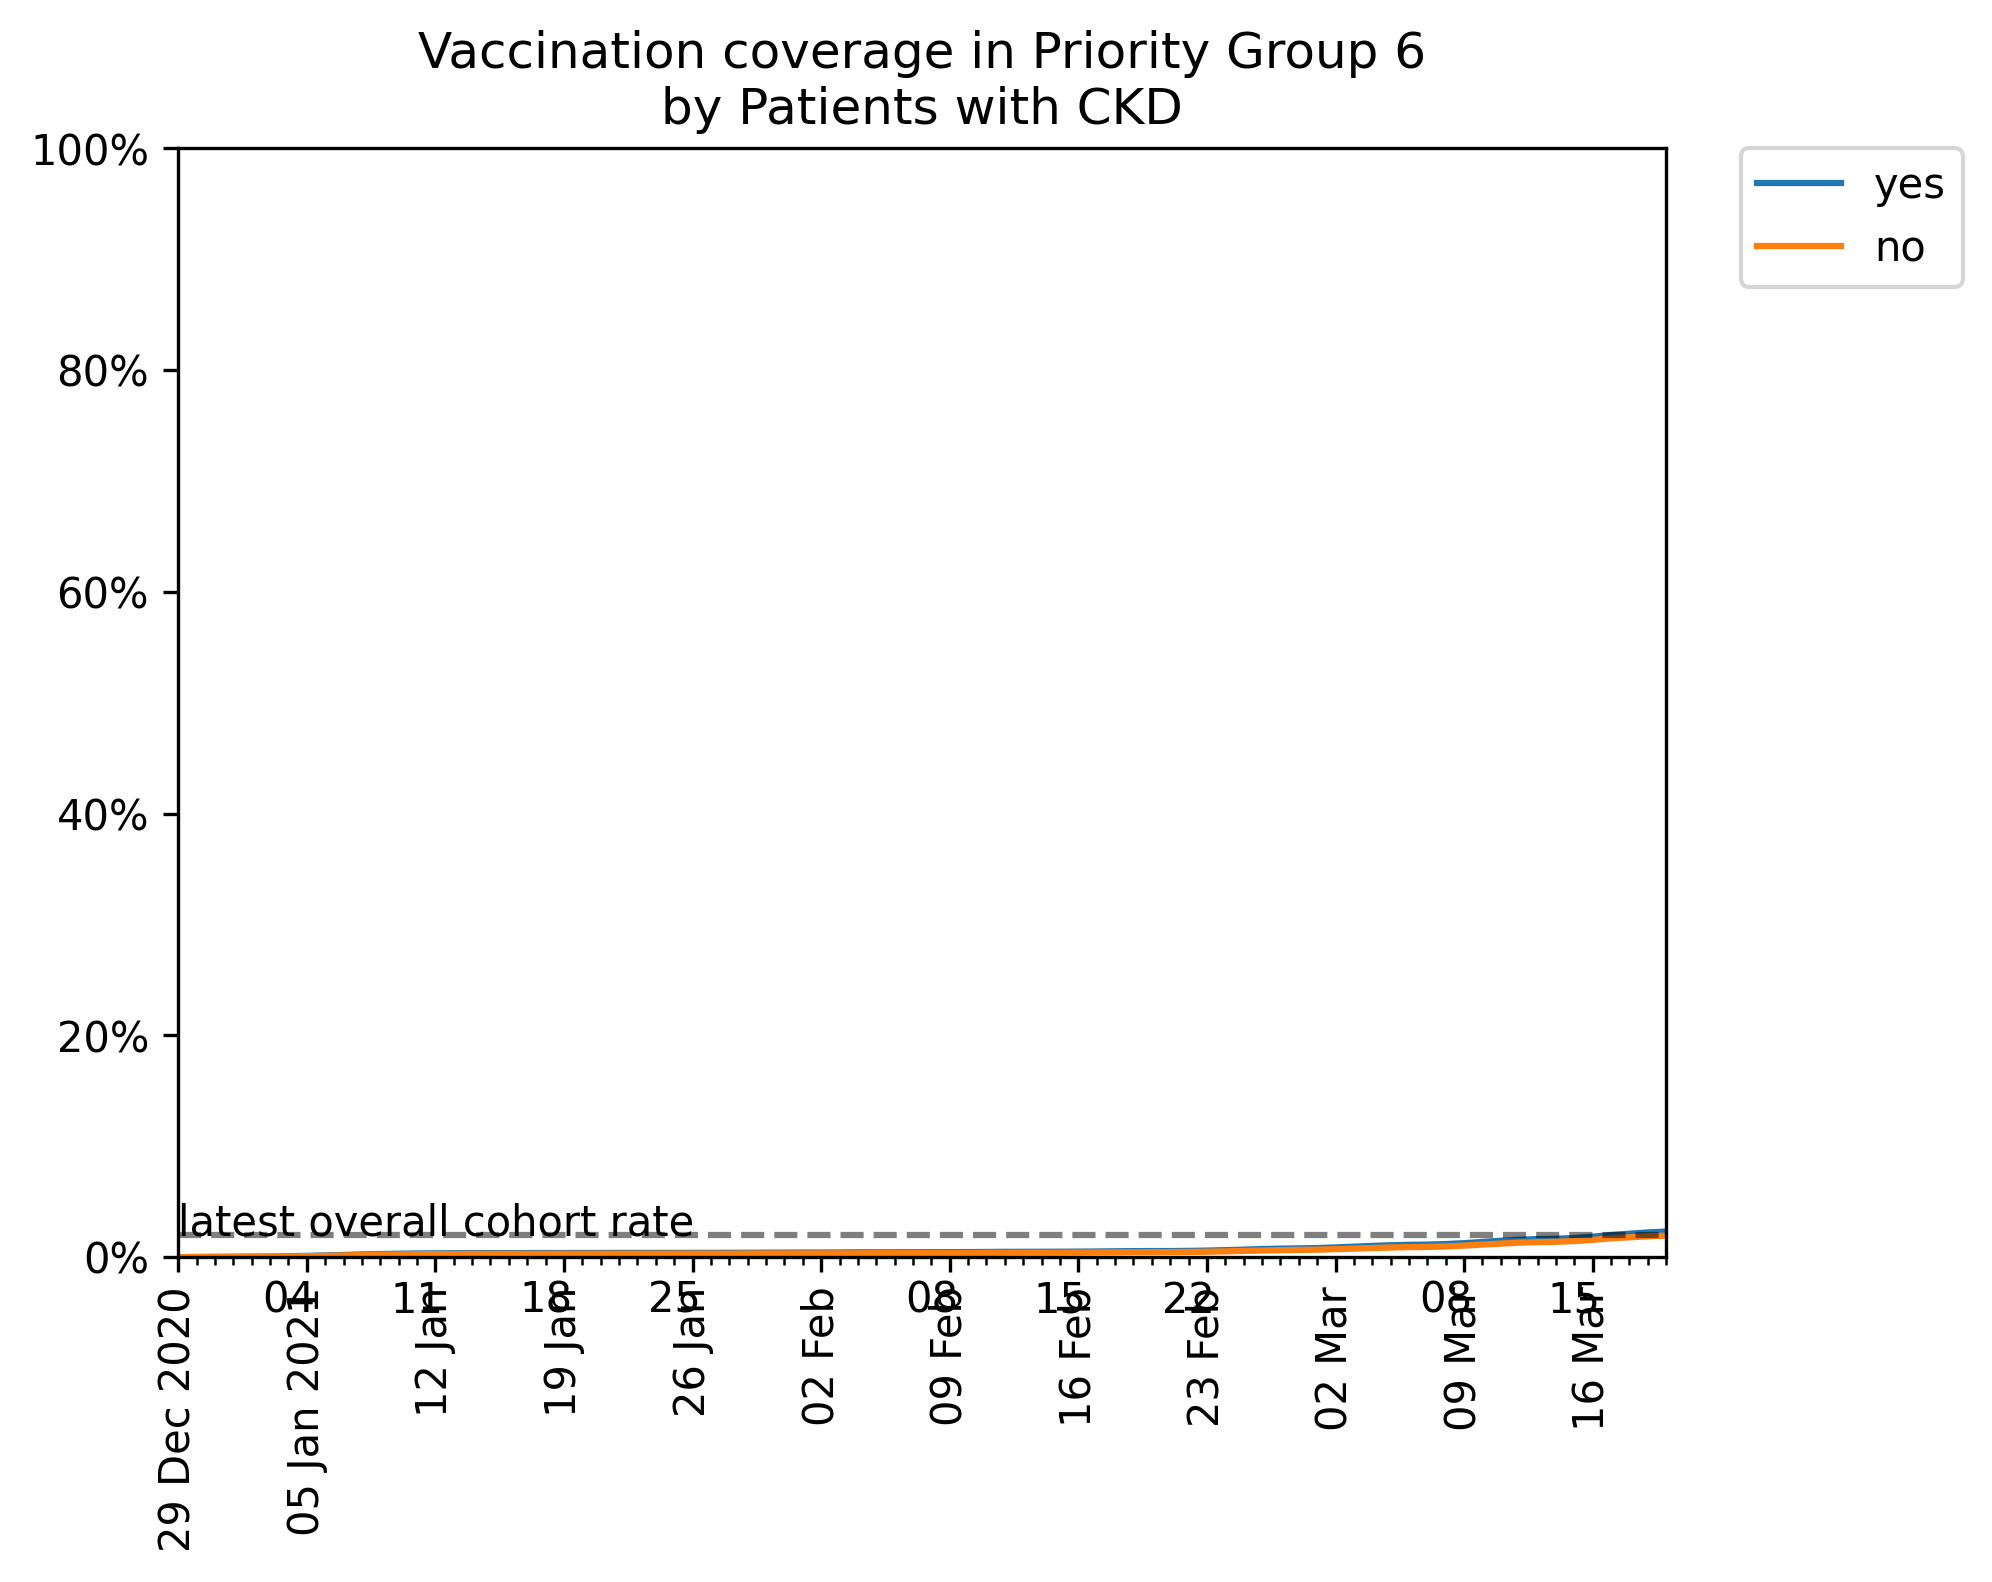 Vaccination coverage in Priority Group 6
by Patients with CKD
100%
80%
60%
40%
20%
0%
latest overall cohort rate
yes
no
04
11
18
25
08
15
22
08
15
29 Dec 2020
05 Jan 2021
12 Jan
19 Jan
26 Jan
02 Feb
09 Feb
16 Feb
23 Feb
02 Mar
09 Mar
16 Mar